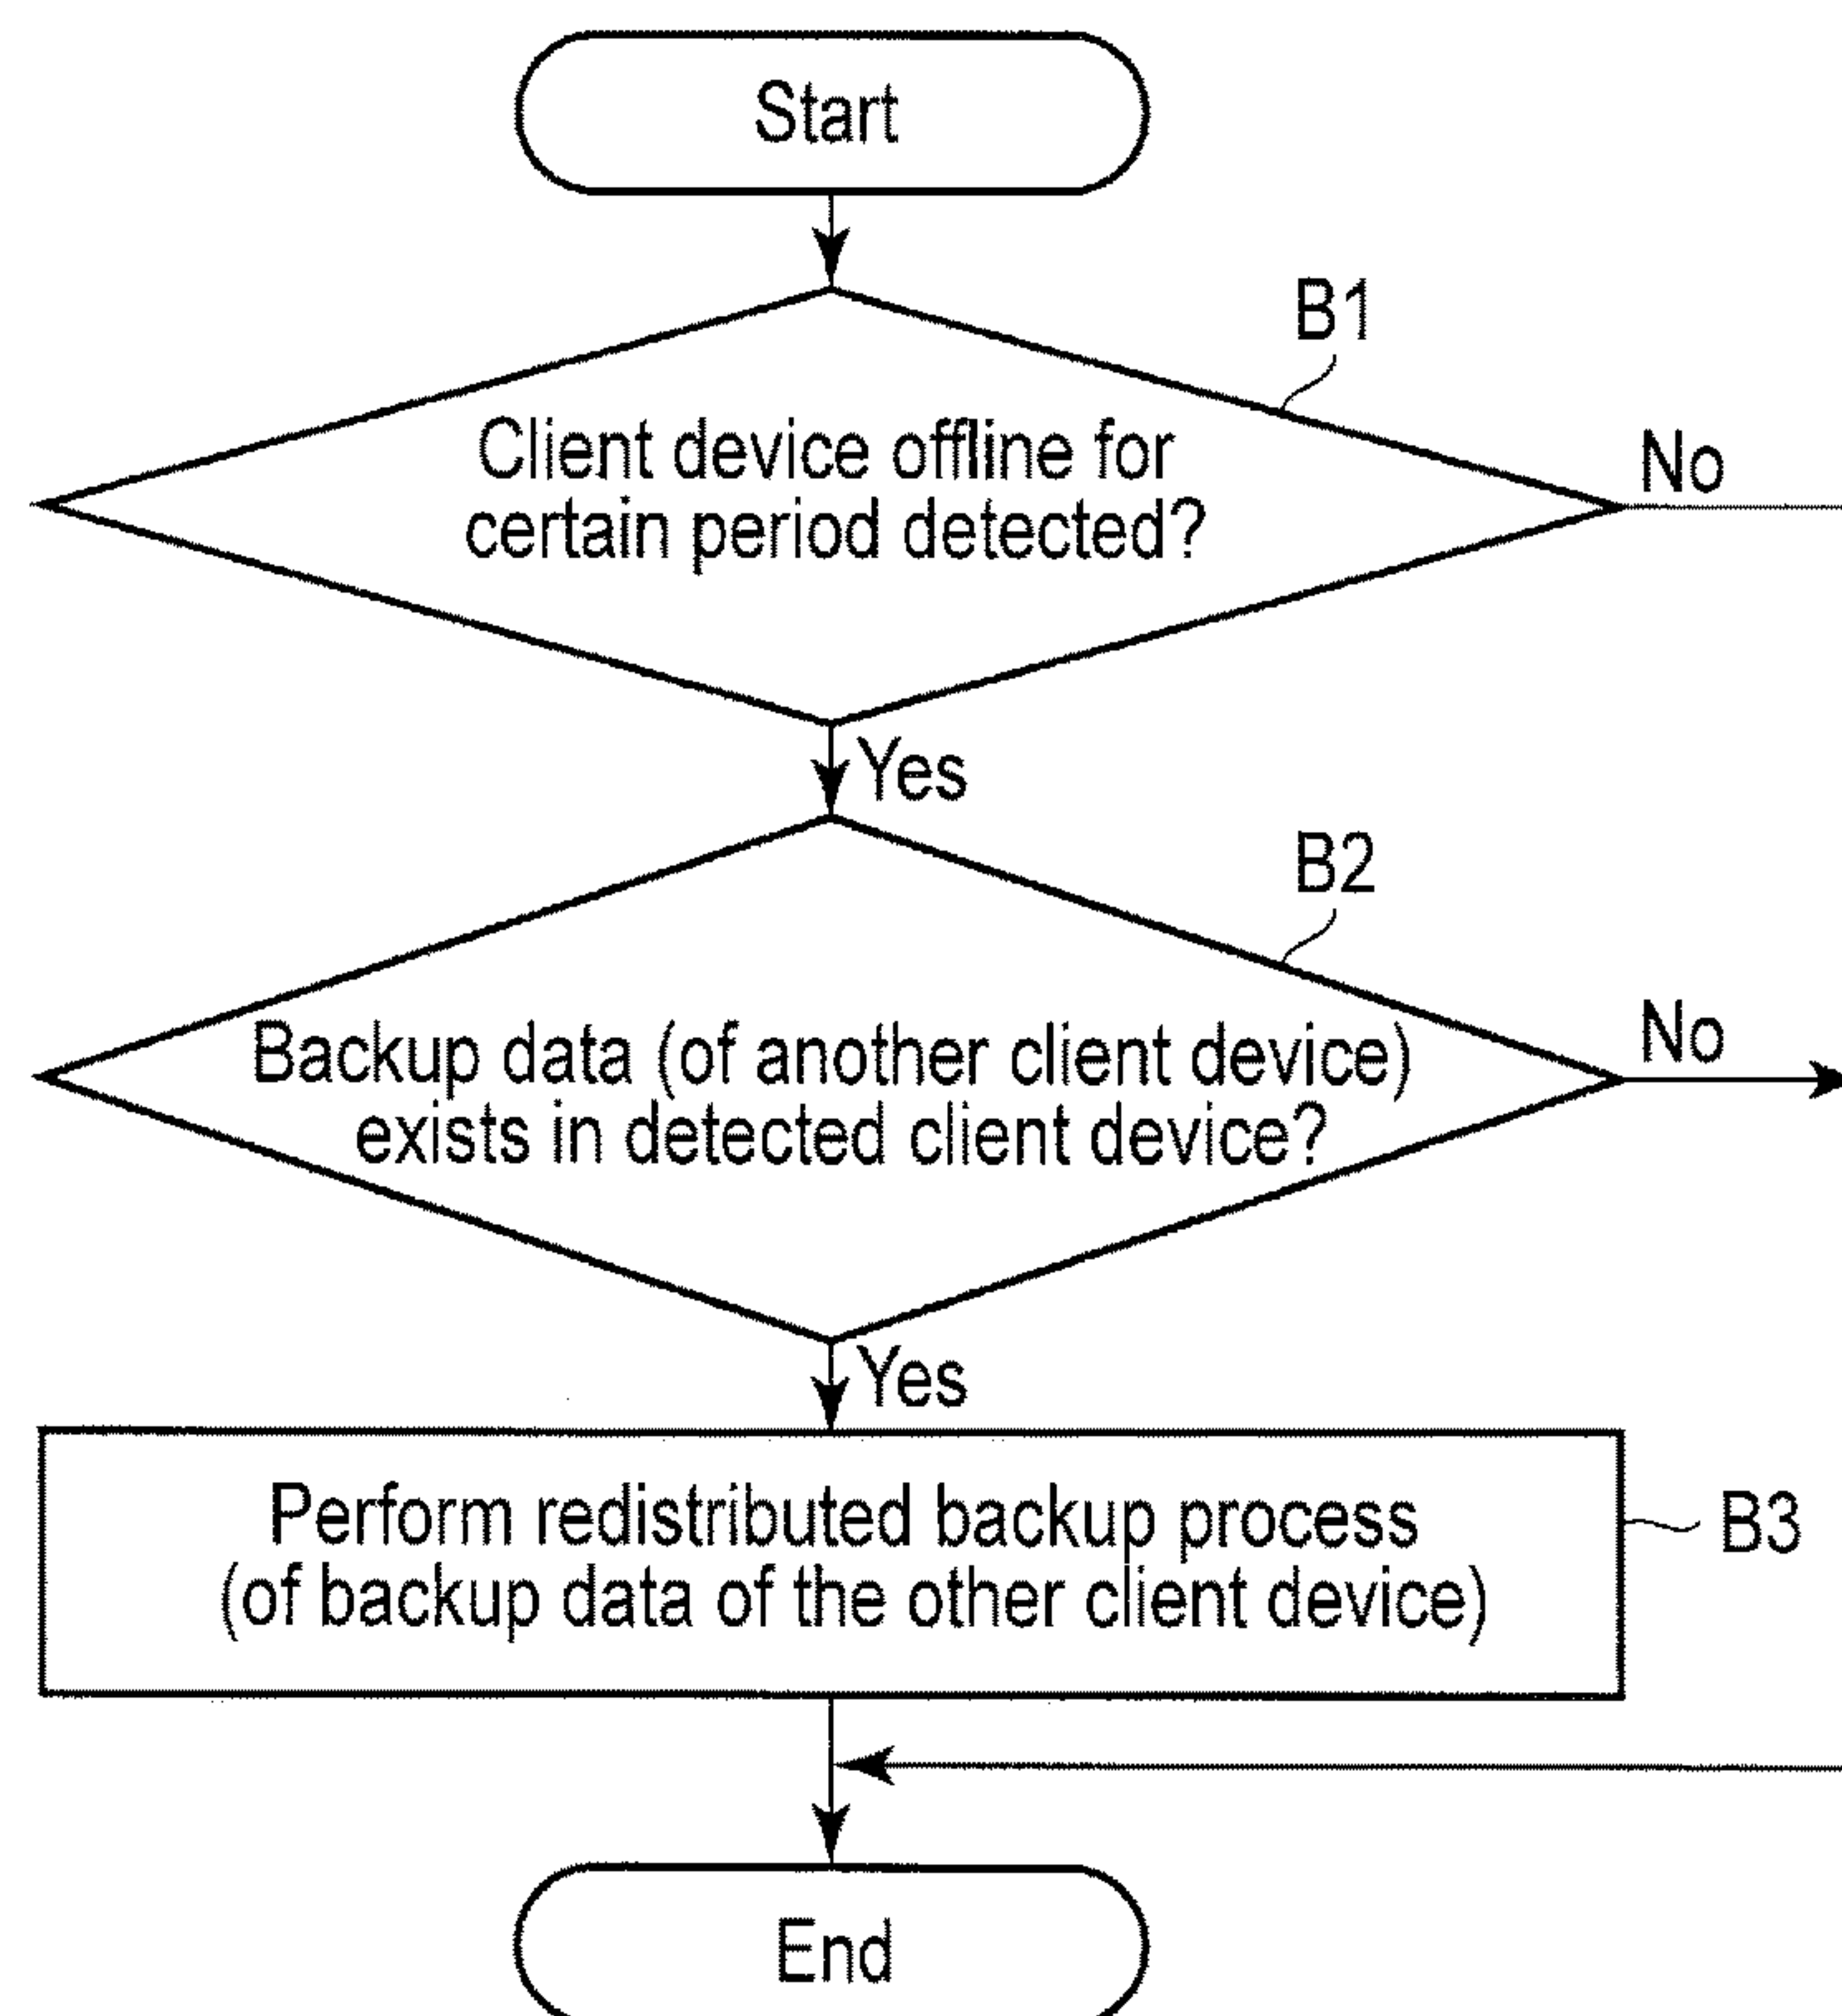 Start
B1
Client device offline for
certain period detected?
No
Yes
B2
Backup data (of another client device)
exists in detected client device?
No
Yes
Perform redistributed backup process
(of backup data of the other client device)
B3
End